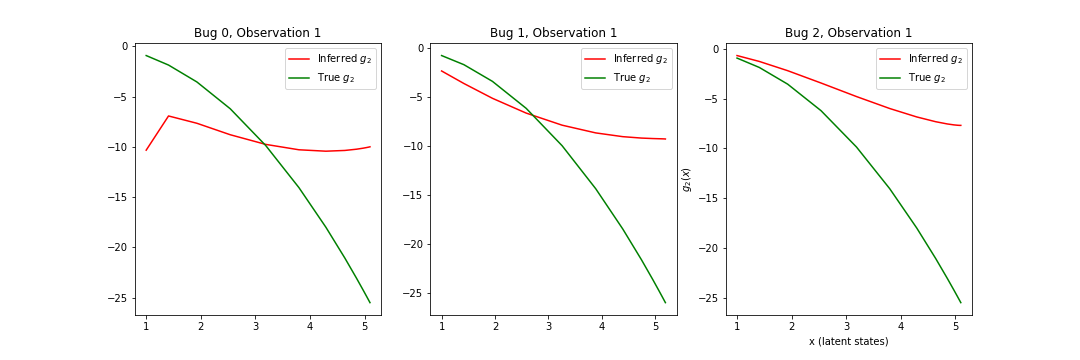 Bug 0, Observation 1
Inferred g₂
True g₂
0
−5
−10
−15
−20
−25
1 2 3 4 5
Bug 1, Observation 1
Inferred g₂
True g₂
0
−5
−10
−15
−20
−25
1 2 3 4 5
Bug 2, Observation 1
Inferred g₂
True g₂
g₂(x)
0
−5
−10
−15
−20
−25
1 2 3 4 5
x (latent states)